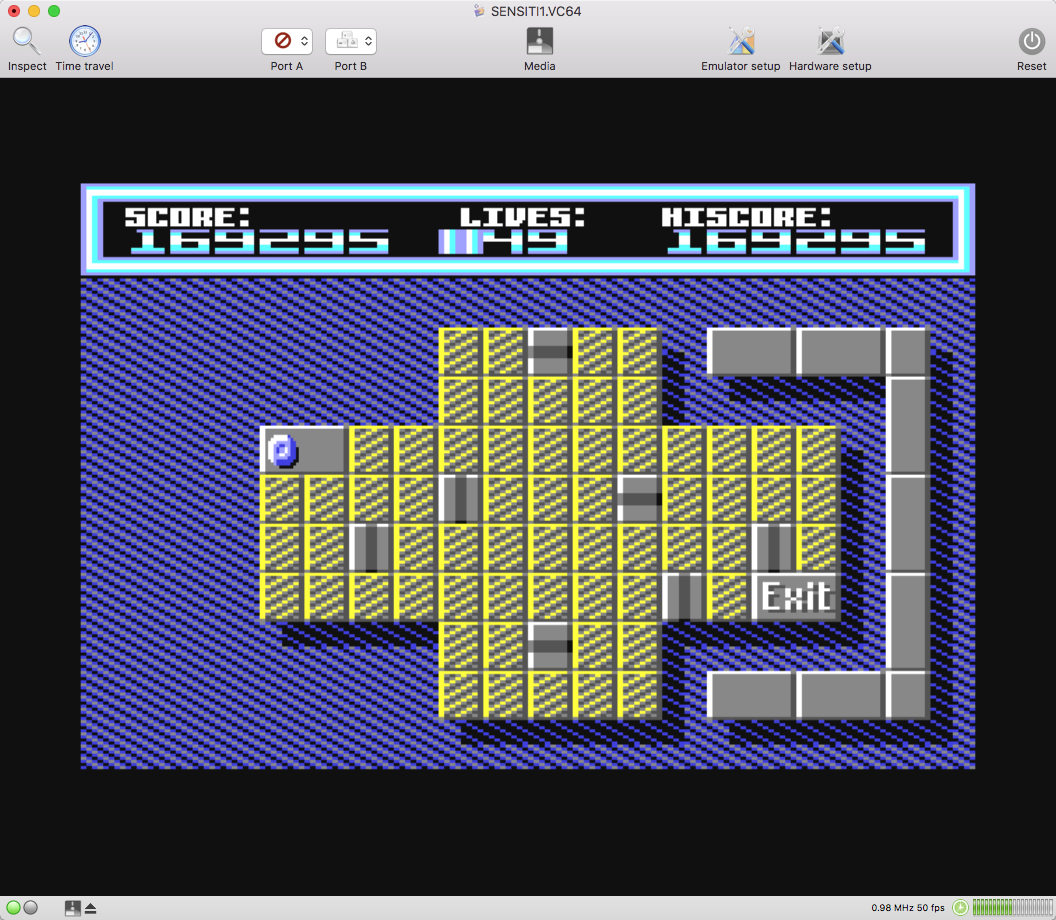 SENSITI1.VC64
Inspect Time travel Port A Port B Media Emulator setup Hardware setup Reset
SCORE: LIVES: HISCORE:
169295 49 169295
Exit
0.98 MHz 50 fps